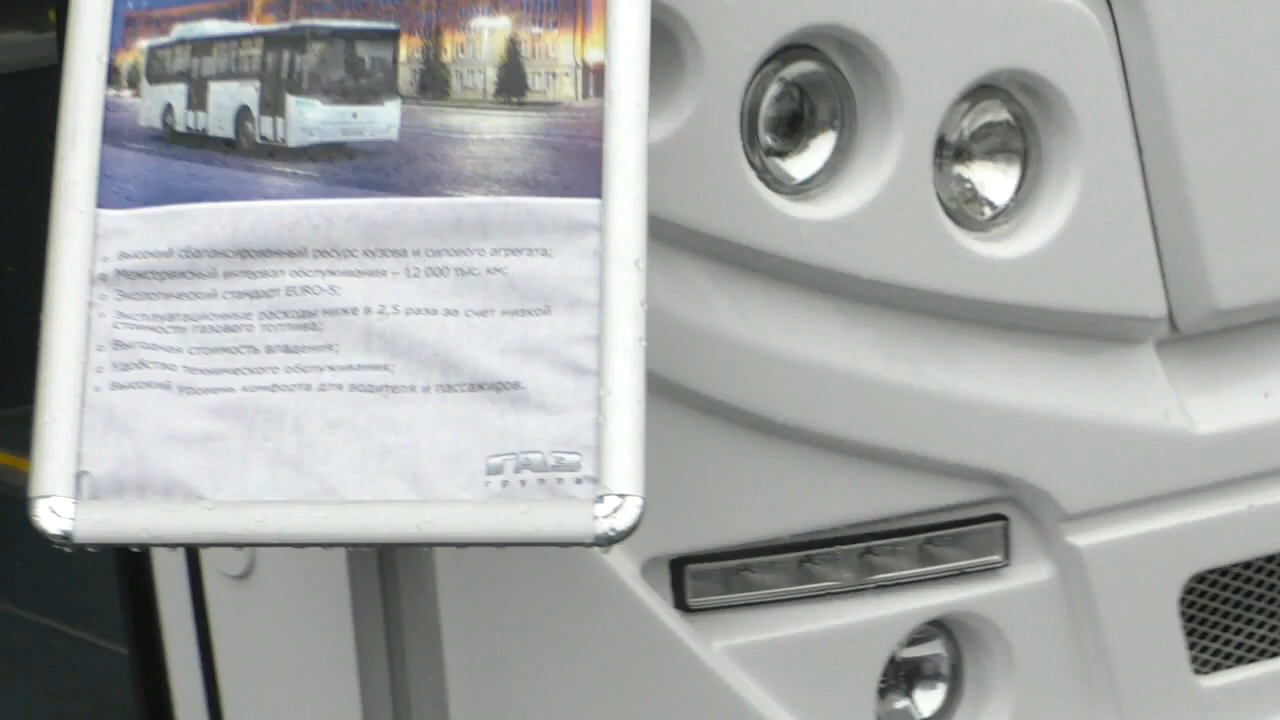 Высокий сбалансированный ресурс кузова и силового агрегата;
Межсервисный интервал обслуживания – 12 000 тыс. км;
Экологический стандарт EURO-5;
Эксплуатационные расходы ниже в 2,5 раза за счет низкой
стоимости газового топлива;
Выгодная стоимость владения;
Удобство технического обслуживания;
Высокий уровень комфорта для водителя и пассажиров.
ГАЗ
группа